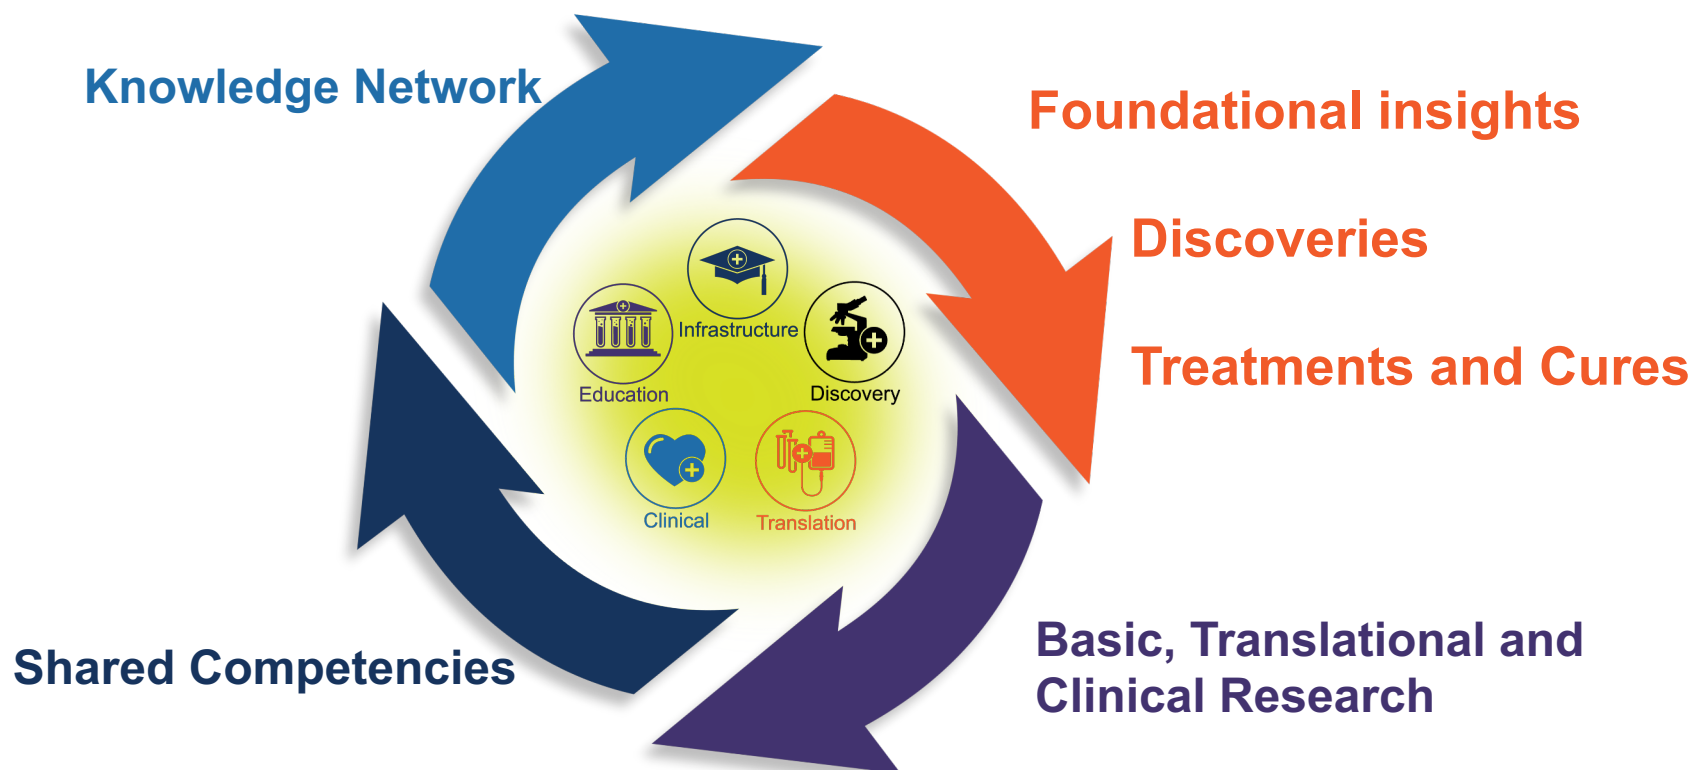 Knowledge Network
Foundational insights
Discoveries
Treatments and Cures
Infrastructure
Education
Discovery
Clinical
Translation
Shared Competencies
Basic, Translational and
Clinical Research